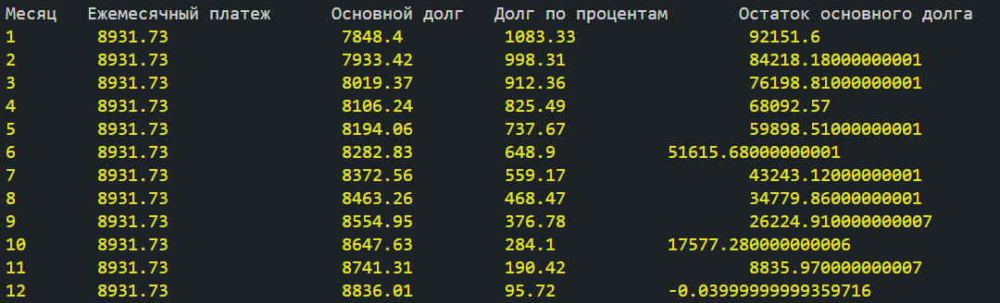 Месяц Ежемесячный платеж Основной долг Долг по процентам Остаток основного долга
1 8931.73 7848.4 1083.33 92151.6
2 8931.73 7933.42 998.31 84218.18000000001
3 8931.73 8019.37 912.36 76198.81000000001
4 8931.73 8106.24 825.49 68092.57
5 8931.73 8194.06 737.67 59898.51000000001
6 8931.73 8282.83 648.9 51615.68000000001
7 8931.73 8372.56 559.17 43243.12000000001
8 8931.73 8463.26 468.47 34779.86000000001
9 8931.73 8554.95 376.78 26224.910000000007
10 8931.73 8647.63 284.1 17577.280000000006
11 8931.73 8741.31 190.42 8835.970000000007
12 8931.73 8836.01 95.72 -0.03999999999359716